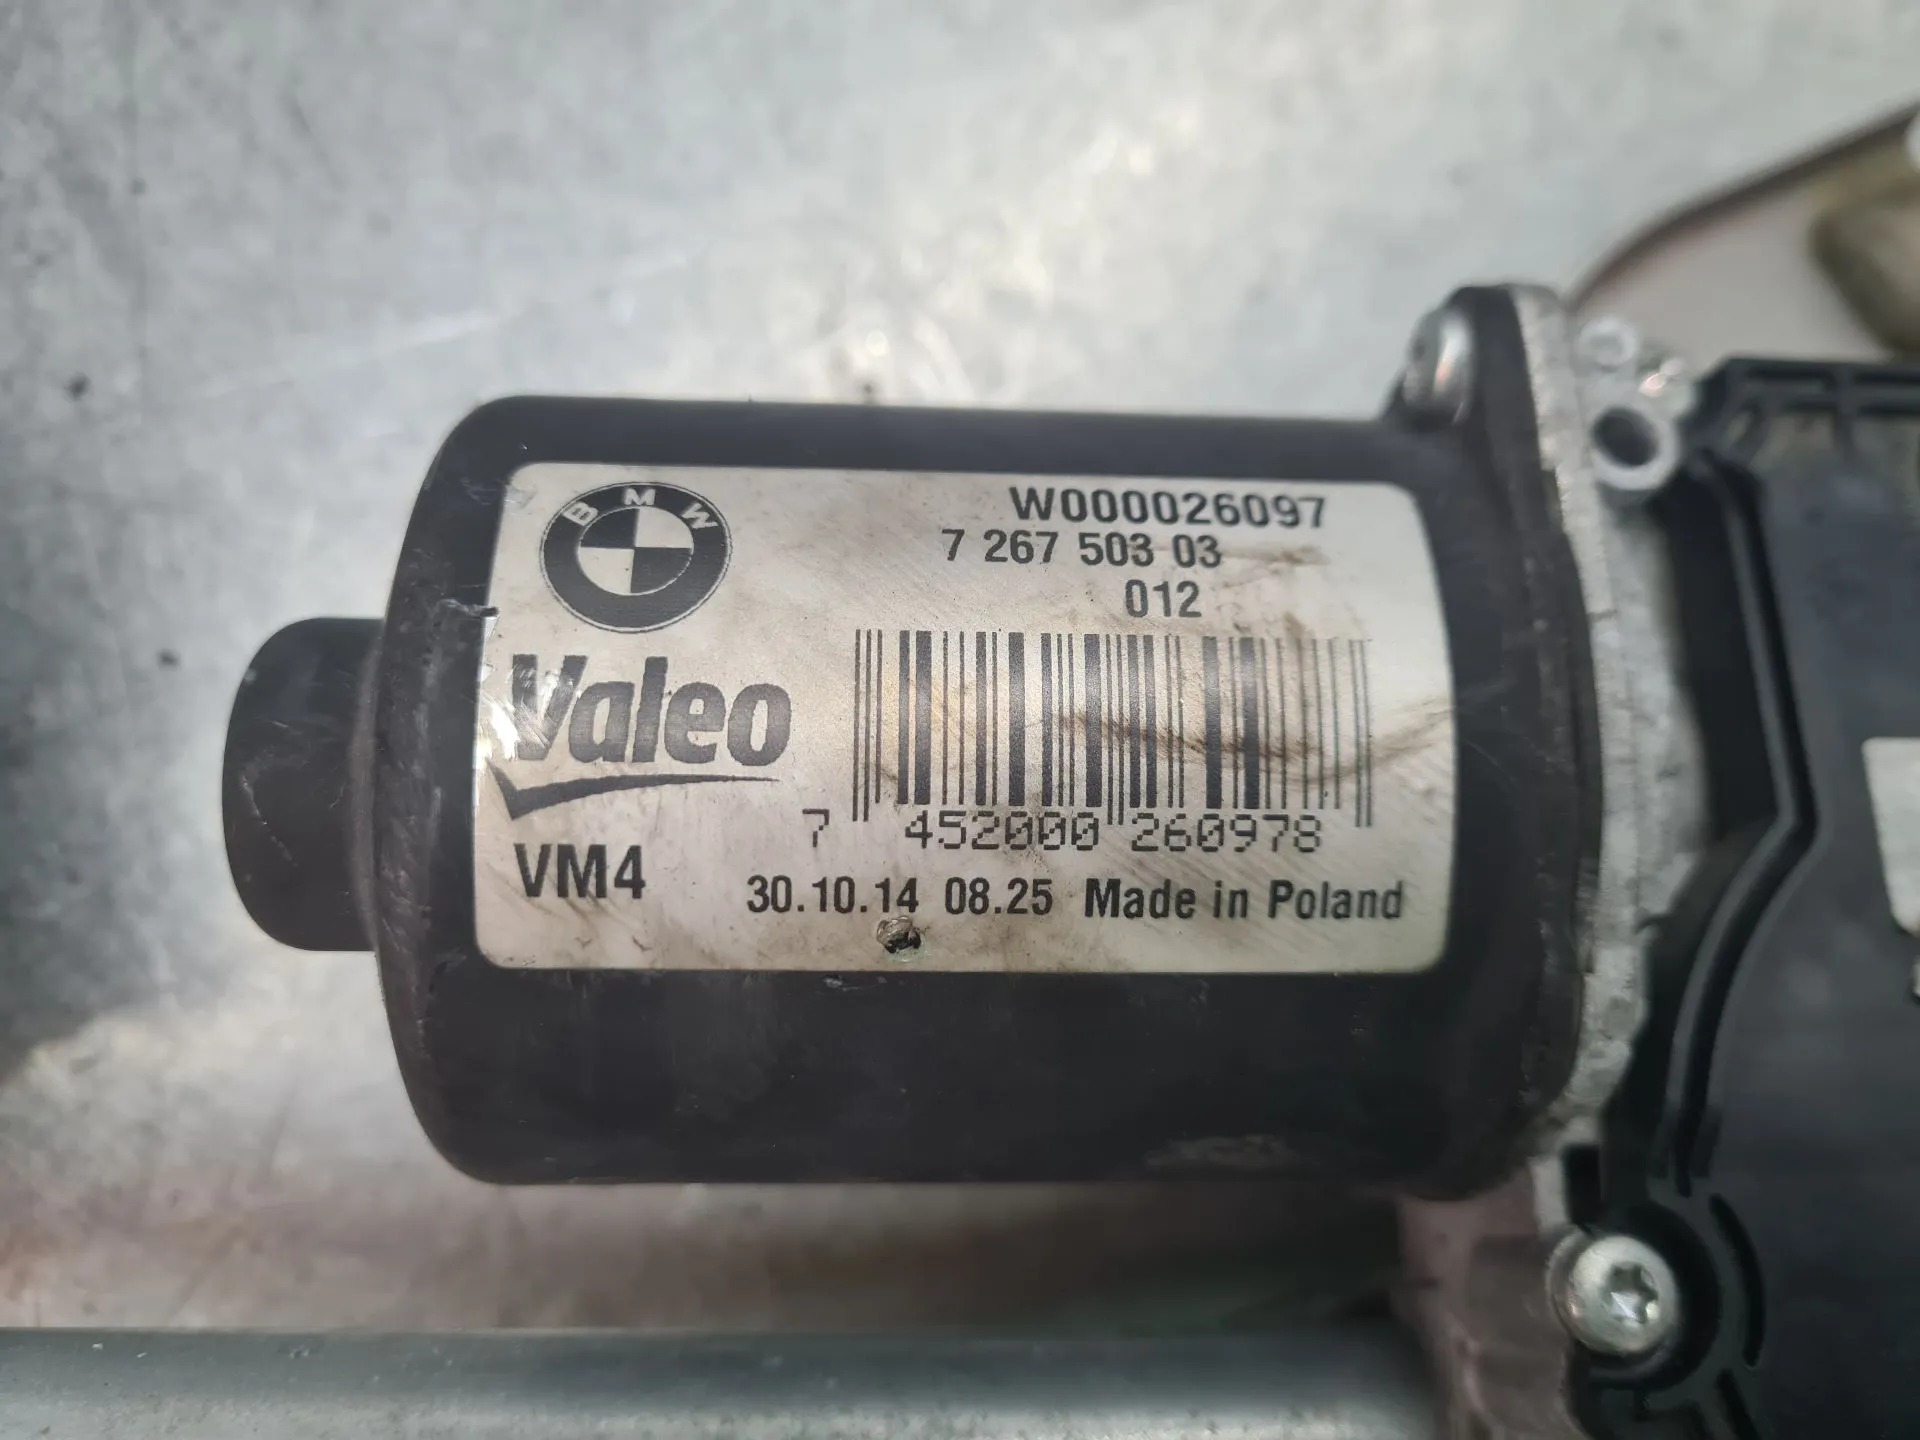 BMW
W000026097
7 267 503 03
012
Valeo
7 452000 260978
VM4
30.10.14 08.25 Made in Poland